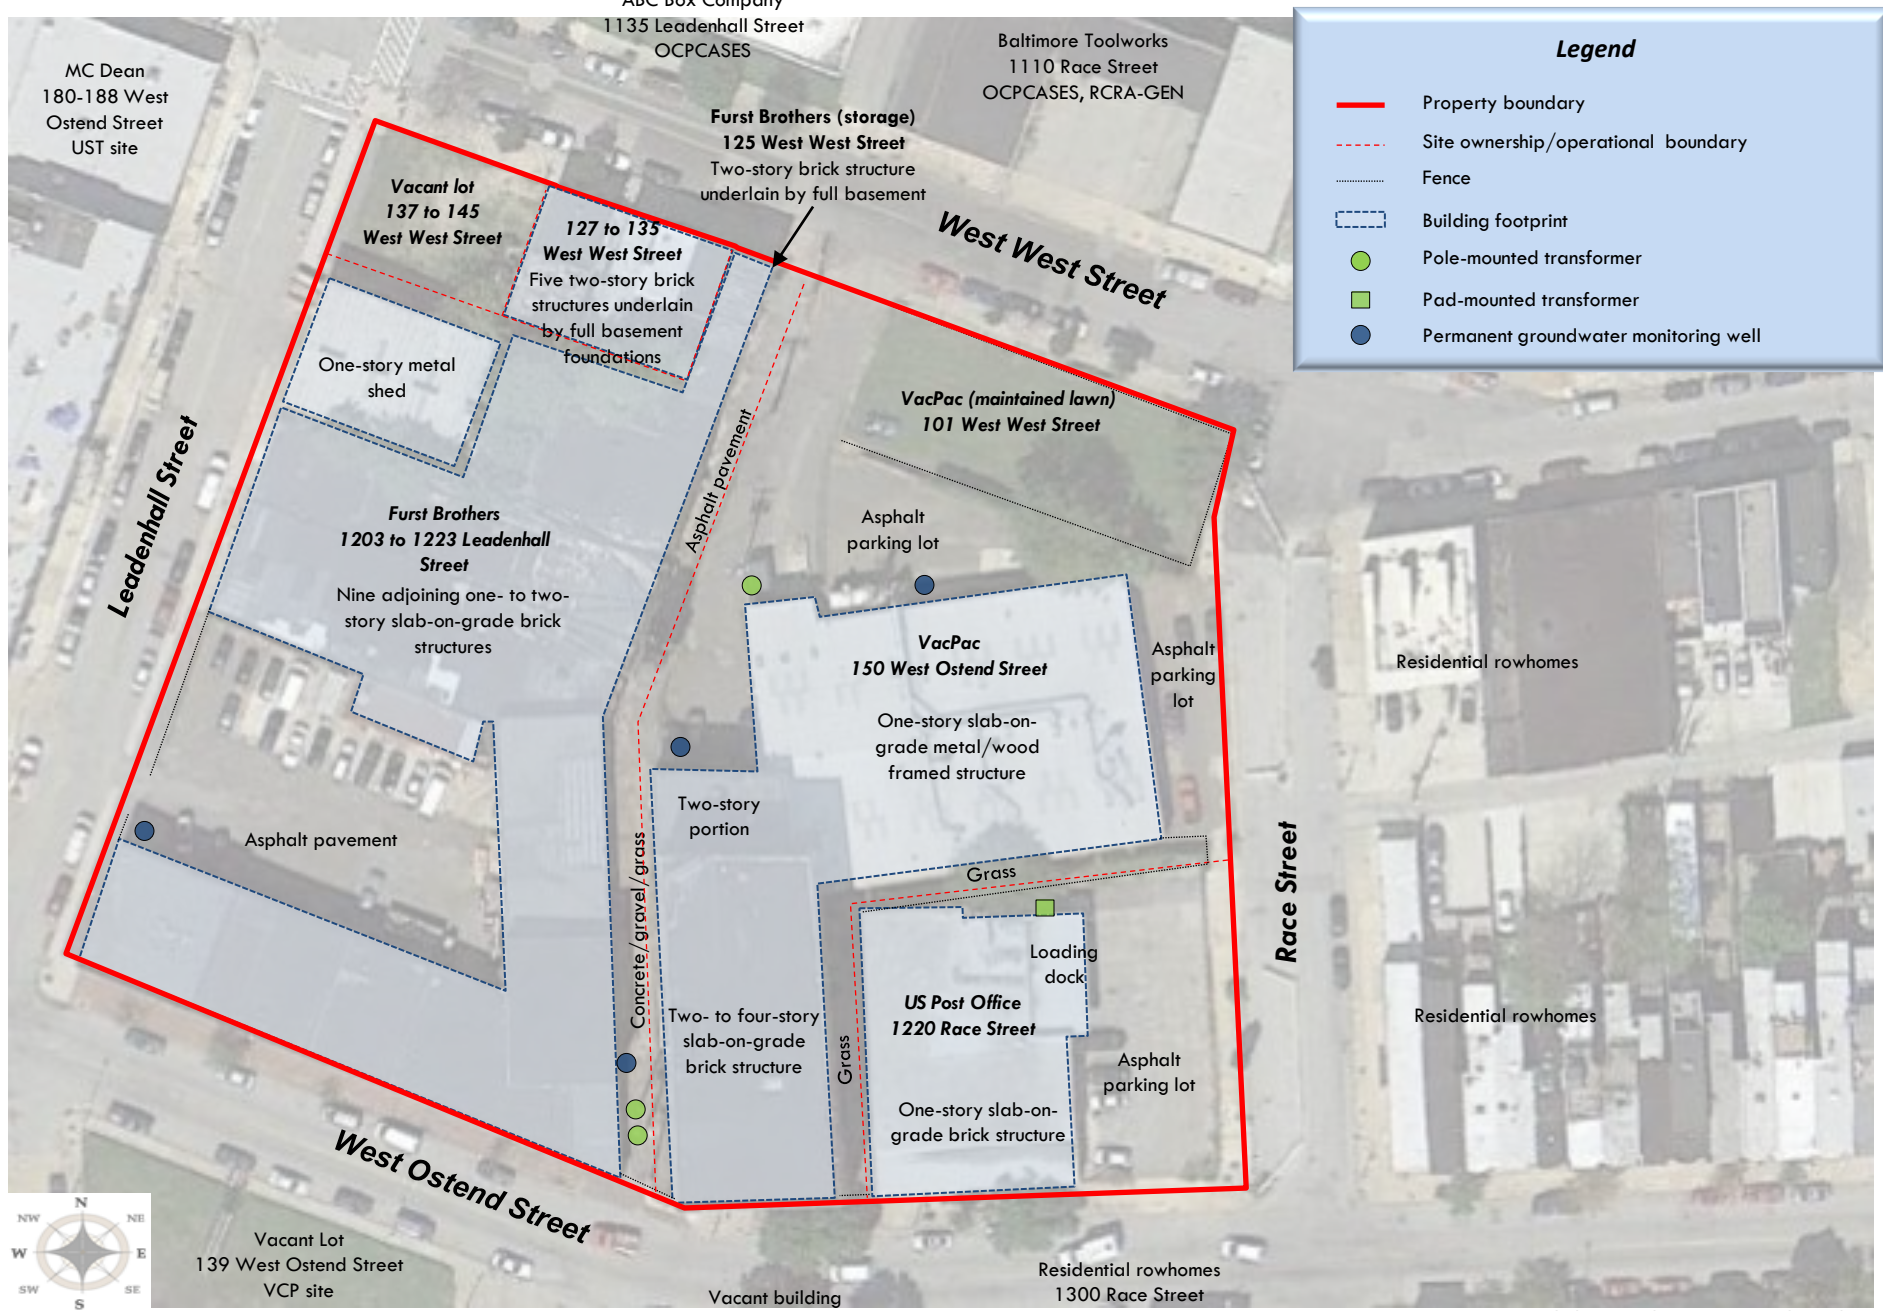 ABC Box Company
1135 Leadenhall Street
OCPCASES
MC Dean
180-188 West
Ostend Street
UST site
Baltimore Toolworks
1110 Race Street
OCPCASES, RCRA-GEN
Furst Brothers (storage)
125 West West Street
Two-story brick structure
underlain by full basement
Legend
Property boundary
Site ownership/operational boundary
Fence
Building footprint
Pole-mounted transformer
Pad-mounted transformer
Permanent groundwater monitoring well
Vacant lot
137 to 145
West West Street
127 to 135
West West Street
Five two-story brick
structures underlain
by full basement
foundations
West West Street
One-story metal
shed
VacPac (maintained lawn)
101 West West Street
Asphalt pavement
Leadenhall Street
Furst Brothers
1203 to 1223 Leadenhall
Street
Nine adjoining one- to two-
story slab-on-grade brick
structures
Asphalt
parking lot
VacPac
150 West Ostend Street
One-story slab-on-
grade metal/wood
framed structure
Asphalt
parking
lot
Residential rowhomes
Two-story
portion
Asphalt pavement
Concrete/gravel/grass
Grass
Race Street
Loading
dock
US Post Office
1220 Race Street
One-story slab-on-
grade brick structure
Two- to four-story
slab-on-grade
brick structure
Grass
Asphalt
parking lot
Residential rowhomes
West Ostend Street
N
NW
NE
W
E
SW
SE
S
Vacant Lot
139 West Ostend Street
VCP site
Vacant building
Residential rowhomes
1300 Race Street